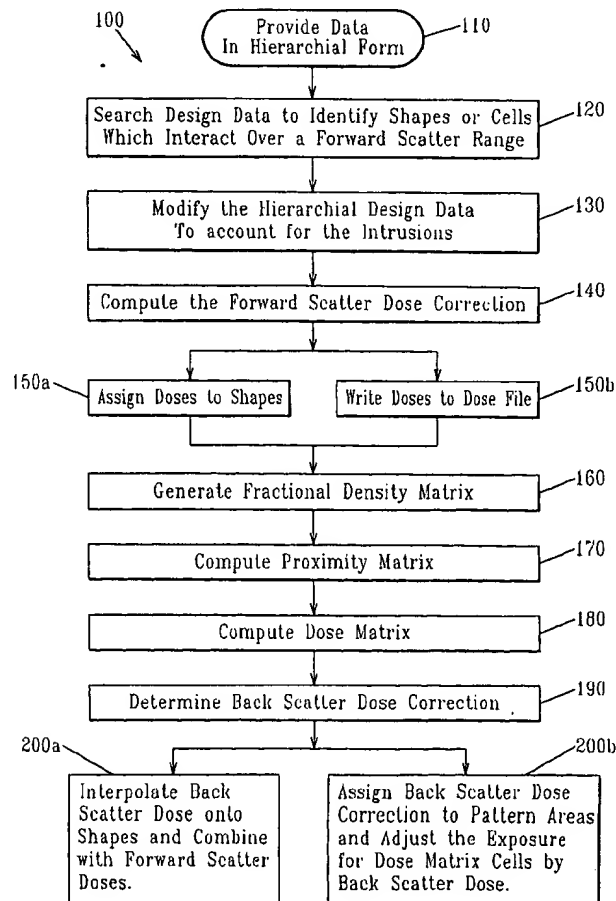 100
Provide Data
In Hierarchial Form
110
Search Design Data to Identify Shapes or Cells
Which Interact Over a Forward Scatter Range
120
Modify the Hierarchial Design Data
To account for the Intrusions
130
Compute the Forward Scatter Dose Correction
140
150a
Assign Doses to Shapes
Write Doses to Dose File
150b
Generate Fractional Density Matrix
160
Compute Proximity Matrix
170
Compute Dose Matrix
180
Determine Back Scatter Dose Correction
190
200a
Interpolate Back
Scatter Dose onto
Shapes and Combine
with Forward Scatter
Doses.
200b
Assign Back Scatter Dose
Correction to Pattern Areas
and Adjust the Exposure
for Dose Matrix Cells by
Back Scatter Dose.